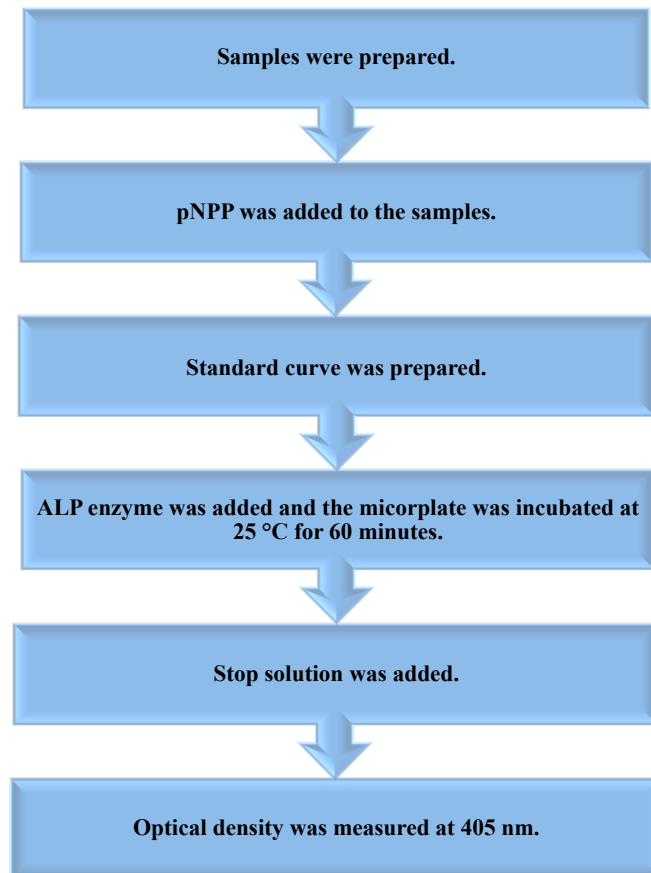 Samples were prepared.
pNPP was added to the samples.
Standard curve was prepared.
ALP enzyme was added and the micorplate was incubated at
25 °C for 60 minutes.
Stop solution was added.
Optical density was measured at 405 nm.